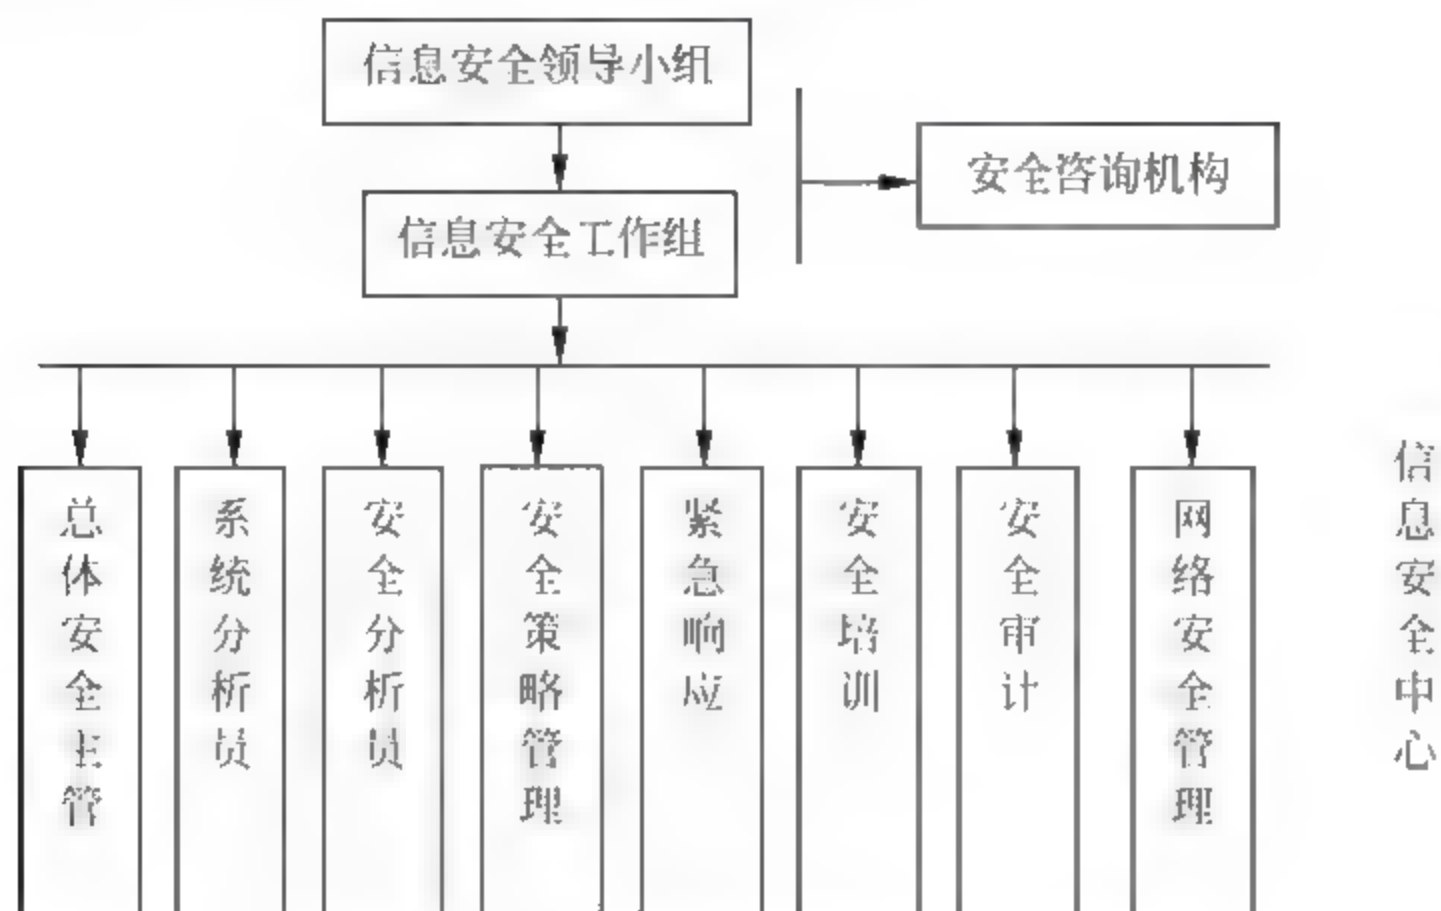 信息安全领导小组
安全咨询机构
信息安全工作组
总体安全主管
系统分析员
安全分析员
安全策略管理
紧急响应
安全培训
安全审计
网络安全管理
信息安全中心